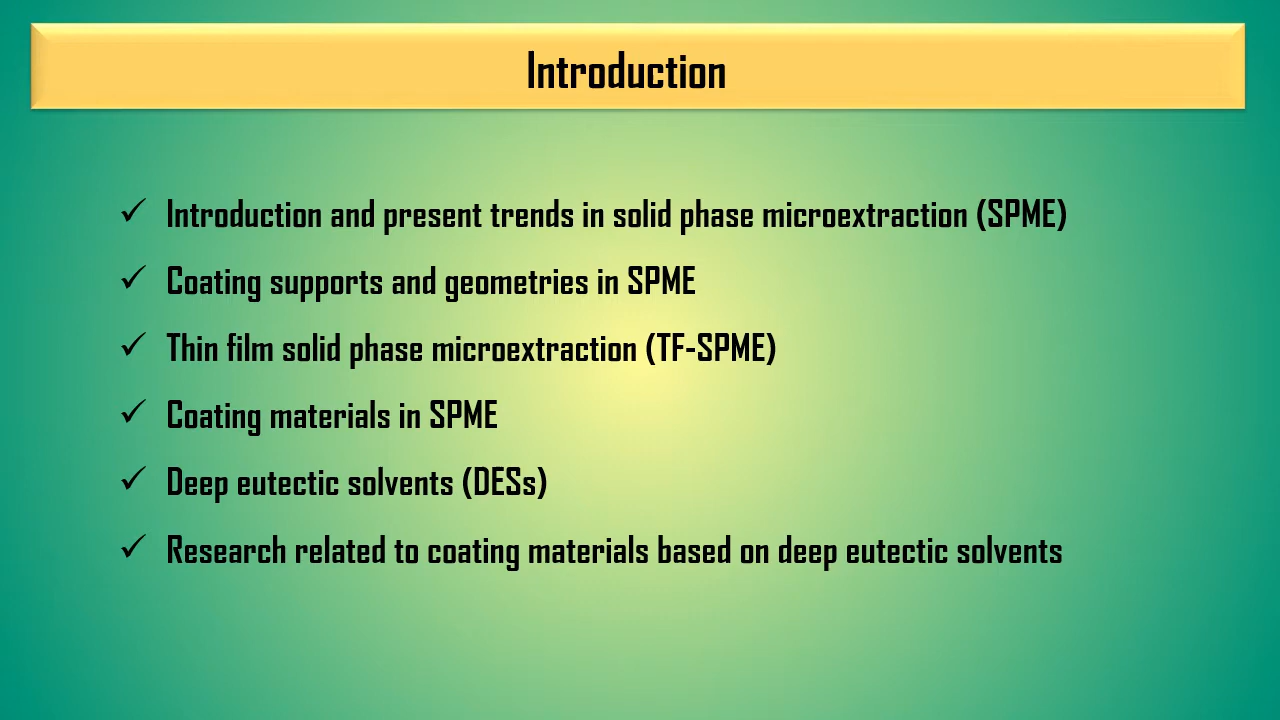 Introduction
✓ Introduction and present trends in solid phase microextraction (SPME)
✓ Coating supports and geometries in SPME
✓ Thin film solid phase microextraction (TF-SPME)
✓ Coating materials in SPME
✓ Deep eutectic solvents (DESs)
✓ Research related to coating materials based on deep eutectic solvents